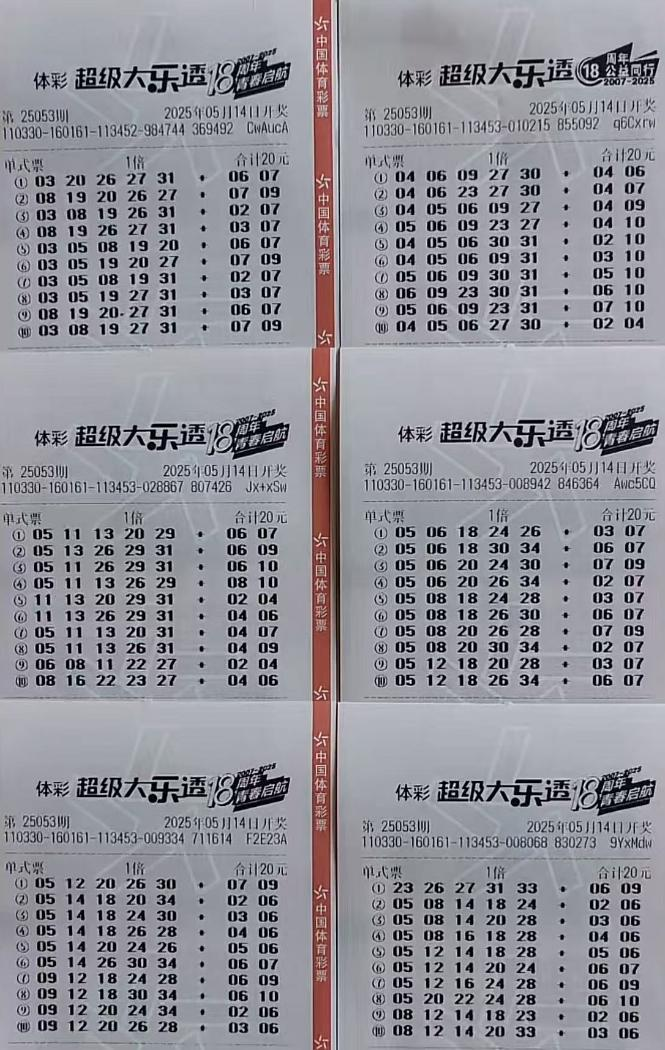 体彩 超级大乐透 18周年 2007-2025 青春启航
第 25053期 2025年05月14日开奖
110330-160161-113452-984744 369492 CwAucA
单式票 1倍 合计20元
① 03 20 26 27 31 + 06 07
② 08 19 20 26 27 + 07 09
③ 03 08 19 26 31 + 02 07
④ 08 19 26 27 31 + 03 07
⑤ 03 05 08 19 20 + 06 07
⑥ 03 05 19 20 27 + 07 09
⑦ 03 05 08 19 31 + 02 07
⑧ 03 05 19 27 31 + 03 07
⑨ 08 19 20 27 31 + 06 07
⑩ 03 08 19 27 31 + 07 09
中国体育彩票
中国体育彩票
体彩 超级大乐透 18 周年 公益同行 2007-2025
第 25053期 2025年05月14日开奖
110330-160161-113453-010215 855092 q6Cxrw
单式票 1倍 合计20元
① 04 06 09 27 30 + 04 06
② 04 06 23 27 30 + 04 07
③ 04 05 06 09 27 + 04 09
④ 05 06 09 23 27 + 04 10
⑤ 04 05 06 30 31 + 02 10
⑥ 04 05 06 09 31 + 03 10
⑦ 05 06 09 30 31 + 05 10
⑧ 06 09 23 30 31 + 06 10
⑨ 05 06 09 23 31 + 07 10
⑩ 04 05 06 27 30 + 02 04
体彩 超级大乐透 18周年 2007-2025 青春启航
第 25053期 2025年05月14日开奖
110330-160161-113453-028867 807426 Jx+xSw
单式票 1倍 合计20元
① 05 11 13 20 29 + 06 07
② 05 13 26 29 31 + 06 09
③ 05 11 26 29 31 + 06 10
④ 05 11 13 26 29 + 08 10
⑤ 11 13 20 29 31 + 02 04
⑥ 11 13 26 29 31 + 04 06
⑦ 05 11 13 20 31 + 04 07
⑧ 05 11 13 26 31 + 04 09
⑨ 06 08 11 22 27 + 02 04
⑩ 08 16 22 23 27 + 04 06
中国体育彩票
中国体育彩票
体彩 超级大乐透 18周年 2007-2025 青春启航
第 25053期 2025年05月14日开奖
110330-160161-113453-008942 846364 Awc5CQ
单式票 1倍 合计20元
① 05 06 18 24 26 + 03 07
② 05 06 18 30 34 + 06 07
③ 05 06 20 24 30 + 07 09
④ 05 06 20 26 34 + 02 07
⑤ 05 08 18 24 28 + 03 07
⑥ 05 08 18 26 30 + 06 07
⑦ 05 08 20 26 28 + 07 09
⑧ 05 08 20 30 34 + 02 07
⑨ 05 12 18 20 28 + 03 07
⑩ 05 12 18 26 34 + 06 07
体彩 超级大乐透 18周年 2007-2025 青春启航
第 25053期 2025年05月14日开奖
110330-160161-113453-009334 711614 F2E23A
单式票 1倍 合计20元
① 05 12 20 26 30 + 07 09
② 05 14 18 20 34 + 02 06
③ 05 14 18 24 30 + 03 06
④ 05 14 18 26 28 + 04 06
⑤ 05 14 20 24 26 + 05 06
⑥ 05 14 26 30 34 + 06 07
⑦ 09 12 18 24 28 + 06 09
⑧ 09 12 18 30 34 + 06 10
⑨ 09 12 20 24 34 + 02 06
⑩ 09 12 20 26 28 + 03 06
中国体育彩票
中国体育彩票
体彩 超级大乐透 18周年 2007-2025 青春启航
第 25053期 2025年05月14日开奖
110330-160161-113453-008068 830273 9YxMdw
单式票 1倍 合计20元
① 23 26 27 31 33 + 06 09
② 05 08 14 18 24 + 02 06
③ 05 08 14 20 28 + 03 06
④ 05 08 16 18 28 + 04 06
⑤ 05 12 14 18 28 + 05 06
⑥ 05 12 14 20 24 + 06 07
⑦ 05 12 16 24 28 + 06 09
⑧ 05 20 22 24 28 + 06 10
⑨ 08 12 14 18 23 + 02 06
⑩ 08 12 14 20 33 + 03 06